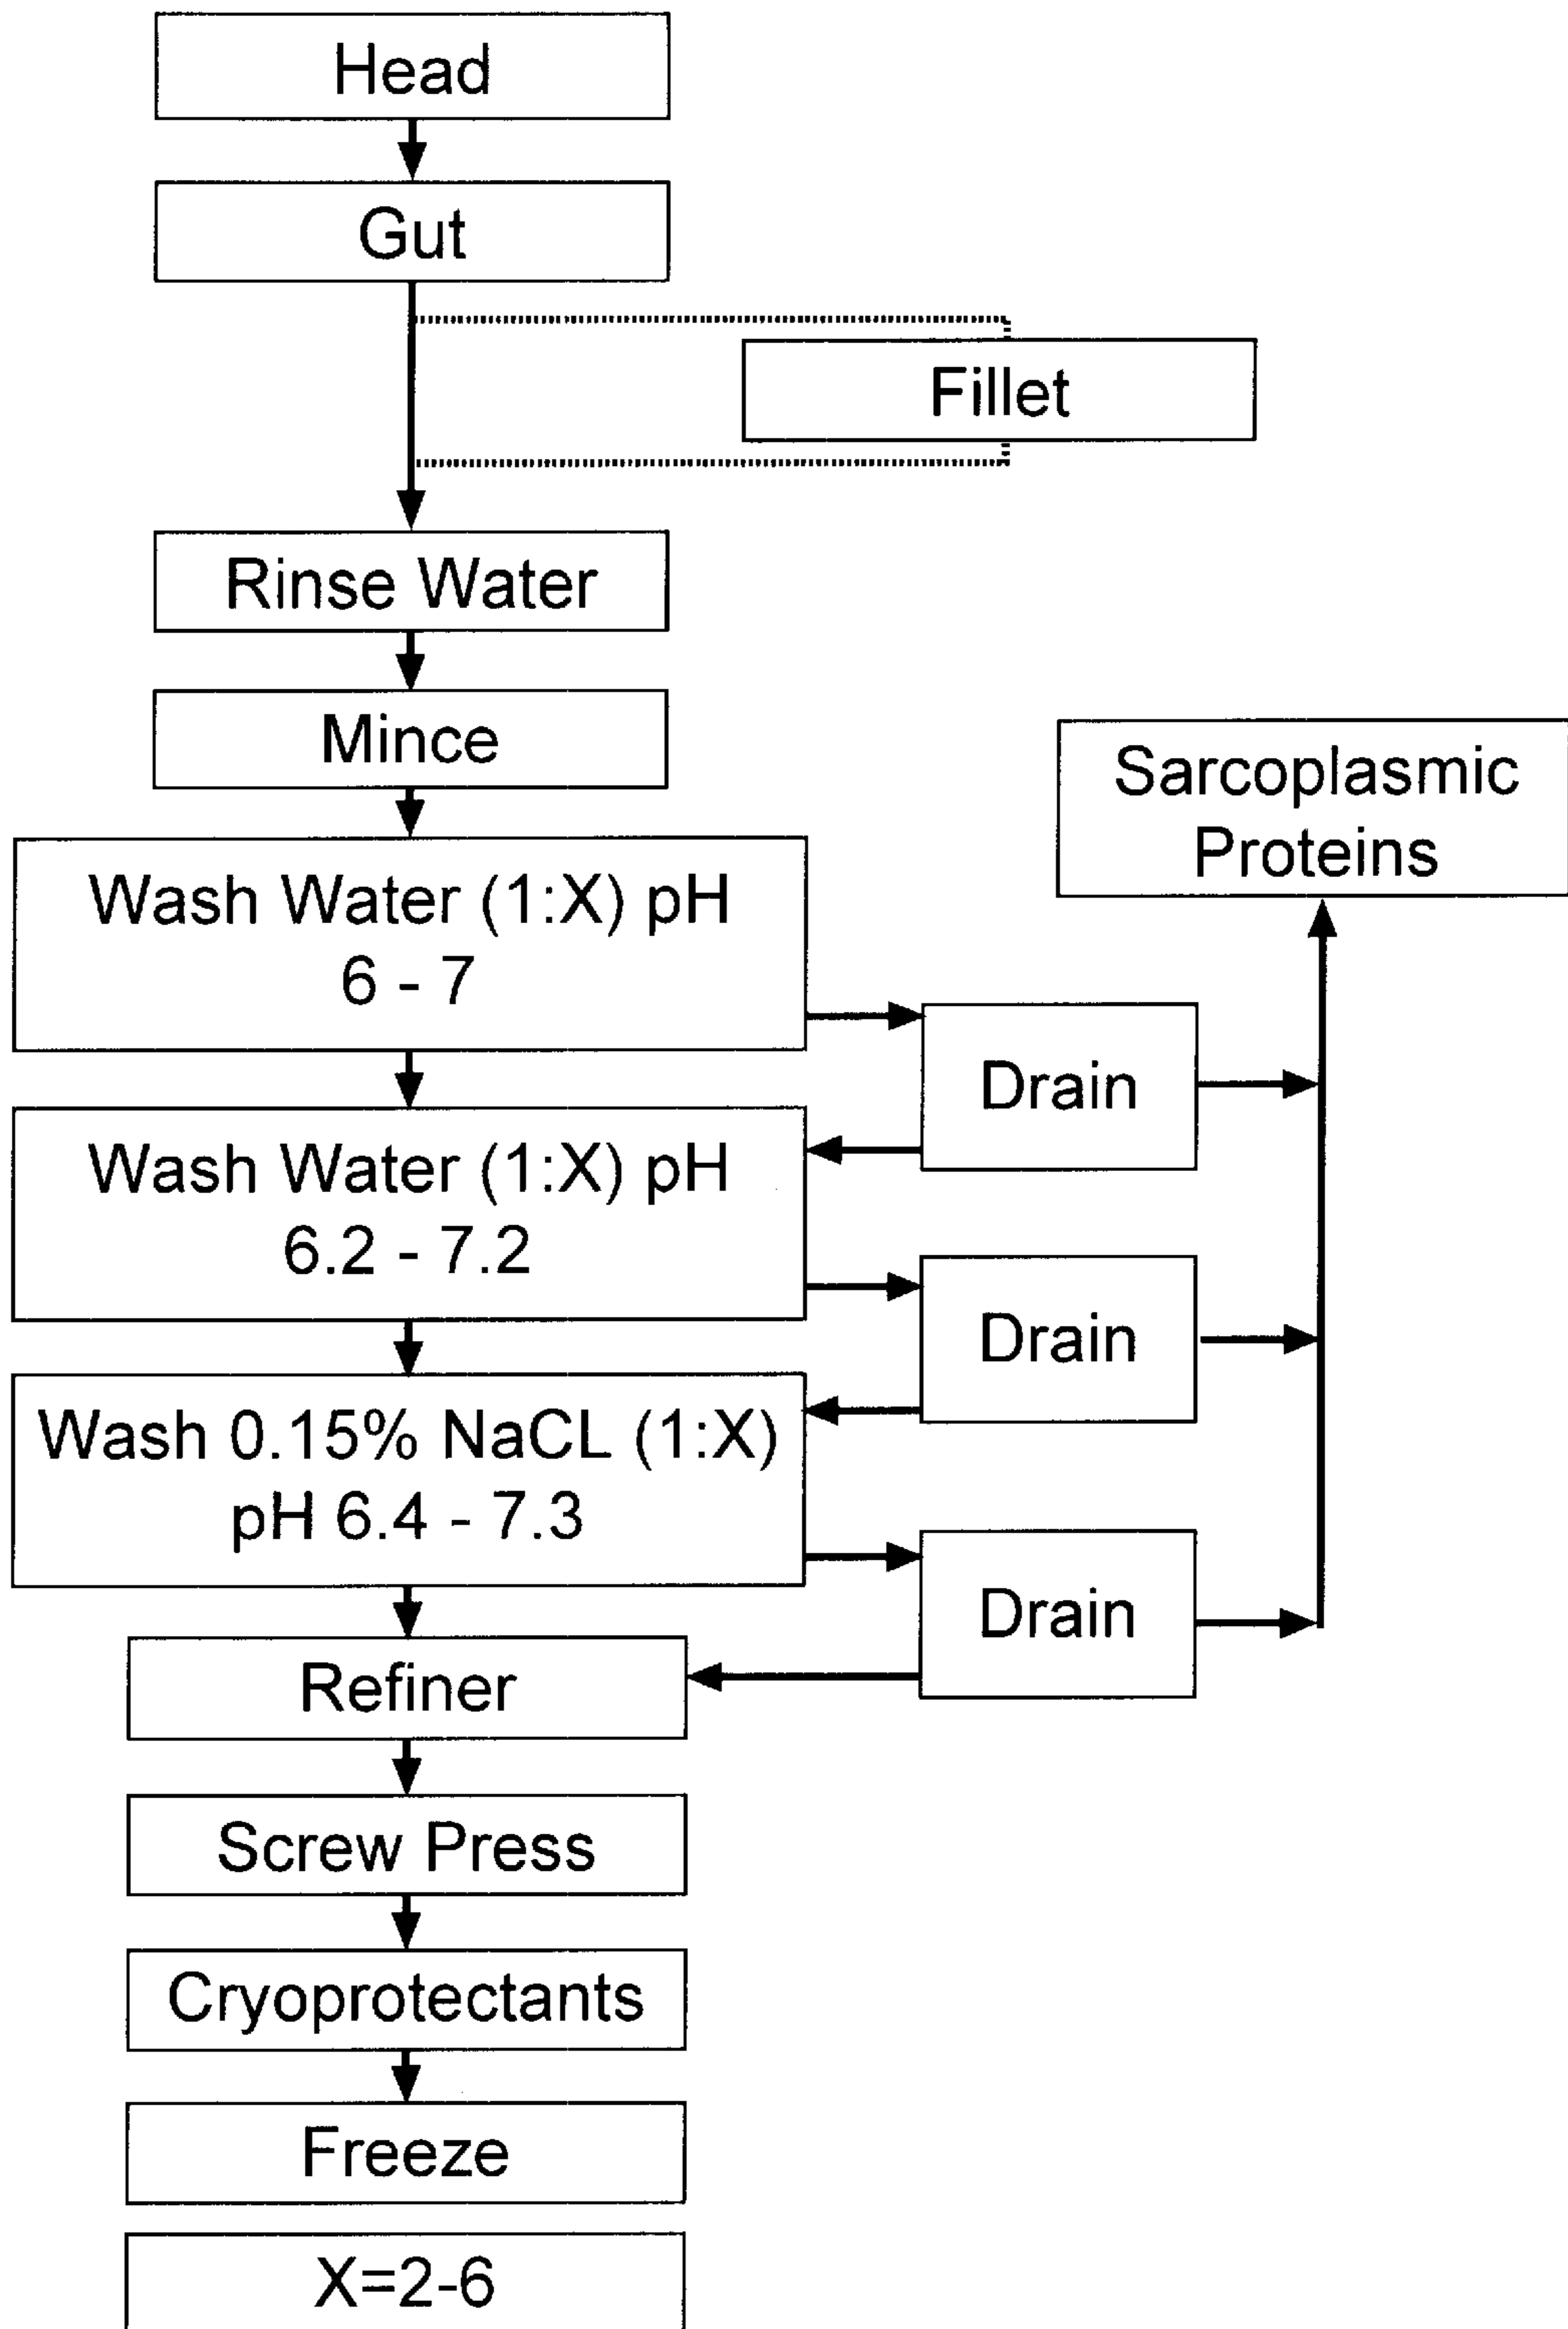 Head
Gut
Fillet
Rinse Water
Mince
Sarcoplasmic
Proteins
Wash Water (1:X) pH
6 - 7
Drain
Wash Water (1:X) pH
6.2 - 7.2
Drain
Wash 0.15% NaCL (1:X)
pH 6.4 - 7.3
Drain
Refiner
Screw Press
Cryoprotectants
Freeze
X=2-6